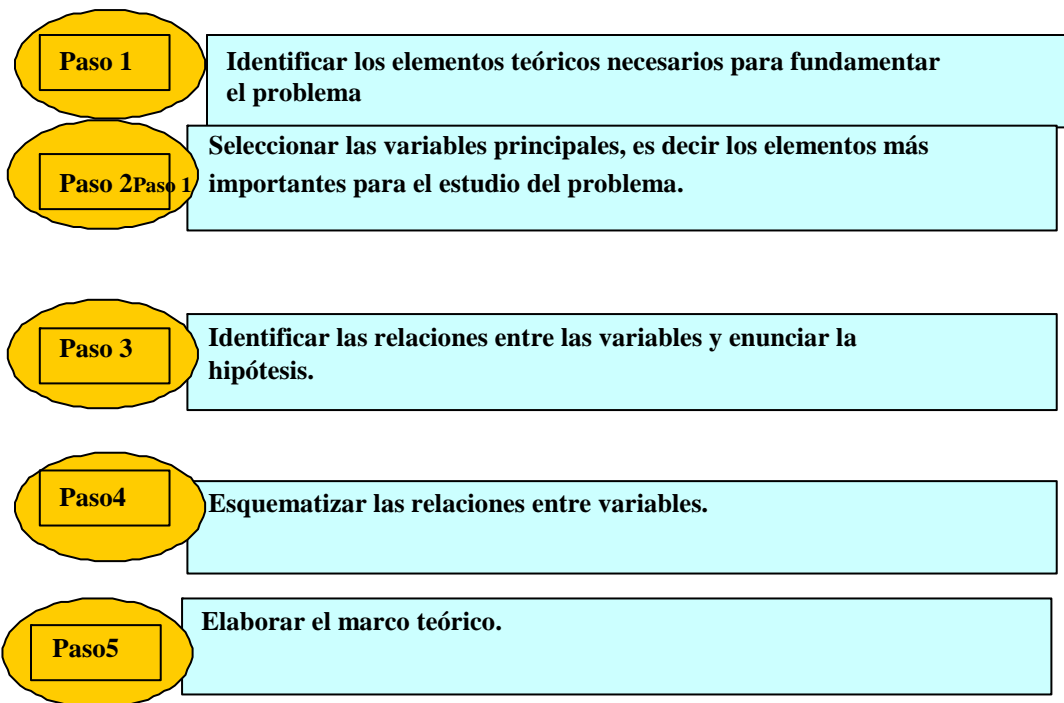 Paso 1
Identificar los elementos teóricos necesarios para fundamentar
el problema
Seleccionar las variables principales, es decir los elementos más
Paso 2Paso 1 importantes para el estudio del problema.
Paso 3
Identificar las relaciones entre las variables y enunciar la
hipótesis.
Paso4
Esquematizar las relaciones entre variables.
Elaborar el marco teórico.
Paso5